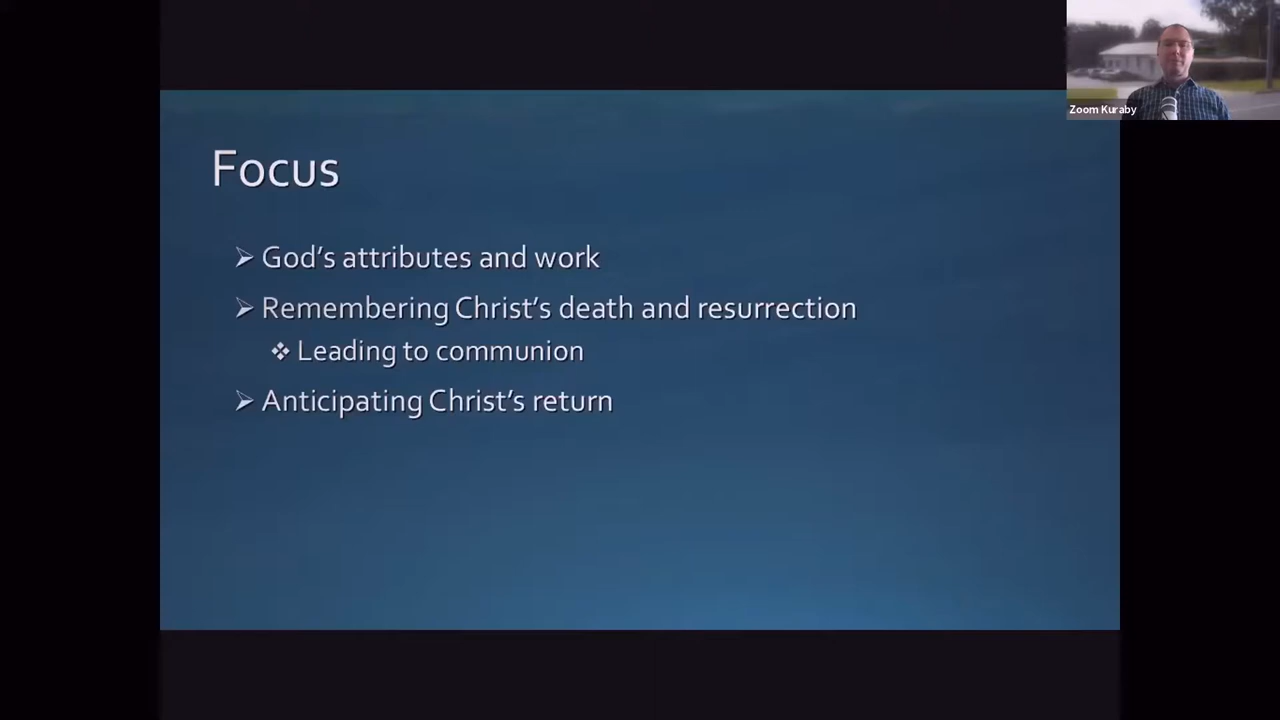 Zoom Kuraby
Focus
➢ God's attributes and work
➢ Remembering Christ's death and resurrection
❖ Leading to communion
➢ Anticipating Christ's return